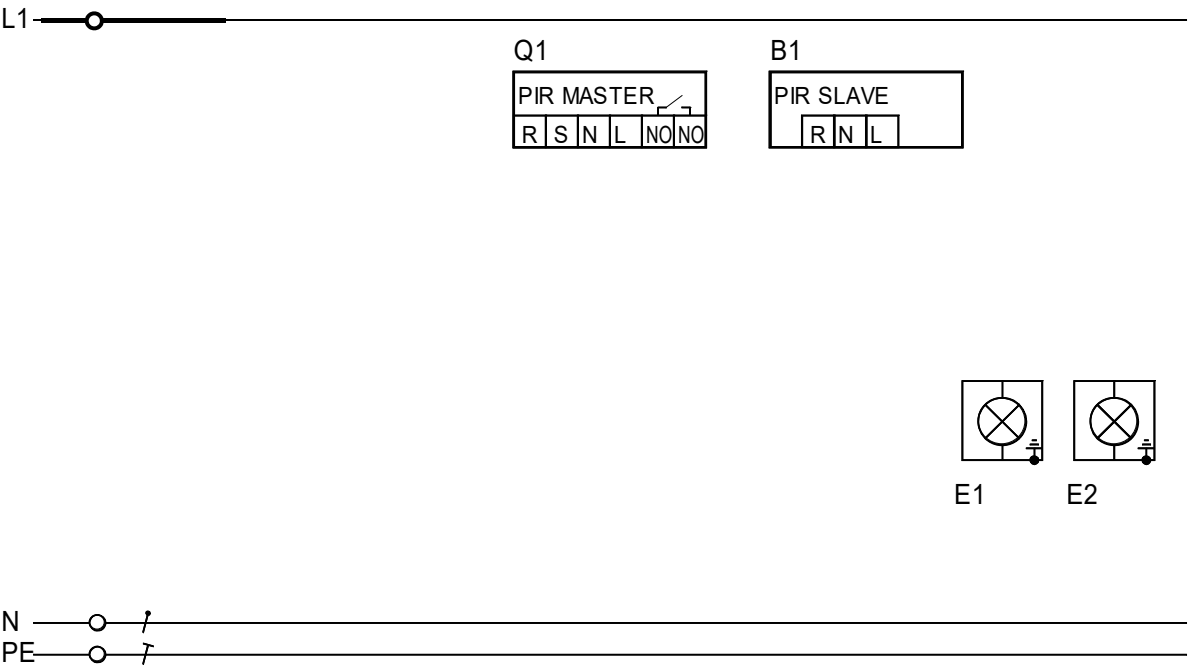 L1
Q1 B1
PIR MASTER PIR SLAVE
R S N L NO NO R N L
E1 E2
N
PE